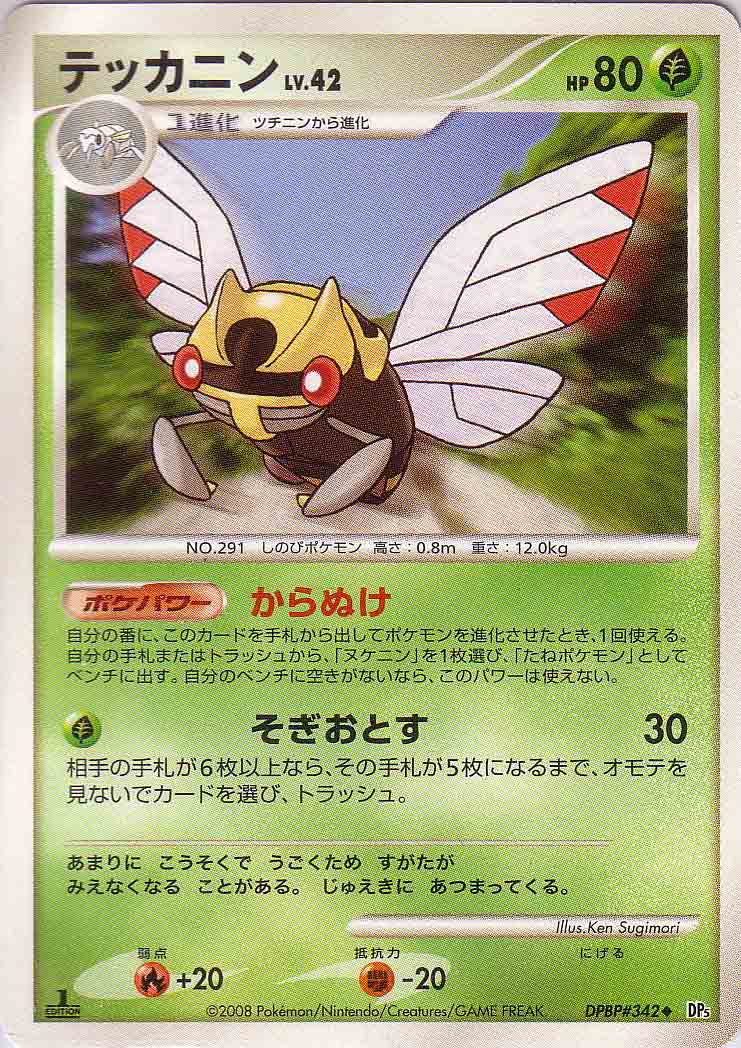 テッカニン LV.42 HP 80
1進化 ツチニンから進化
NO.291 しのびポケモン 高さ:0.8m 重さ:12.0kg
ポケパワー からぬけ
自分の番に、このカードを手札から出してポケモンを進化させたとき、1回使える。
自分の手札またはトラッシュから、「ヌケニン」を1枚選び、「たねポケモン」として
ベンチに出す。自分のベンチに空きがないなら、このパワーは使えない。
そぎおとす 30
相手の手札が6枚以上なら、その手札が5枚になるまで、オモテを
見ないでカードを選び、トラッシュ。
あまりに こうそくで うごくため すがたが
みえなくなる ことがある。 じゅえきに あつまってくる。
Illus.Ken Sugimori
弱点 抵抗力 にげる
+20 -20
1 EDITION ©2008 Pokémon/Nintendo/Creatures/GAME FREAK. DPBP#342◆ DP5